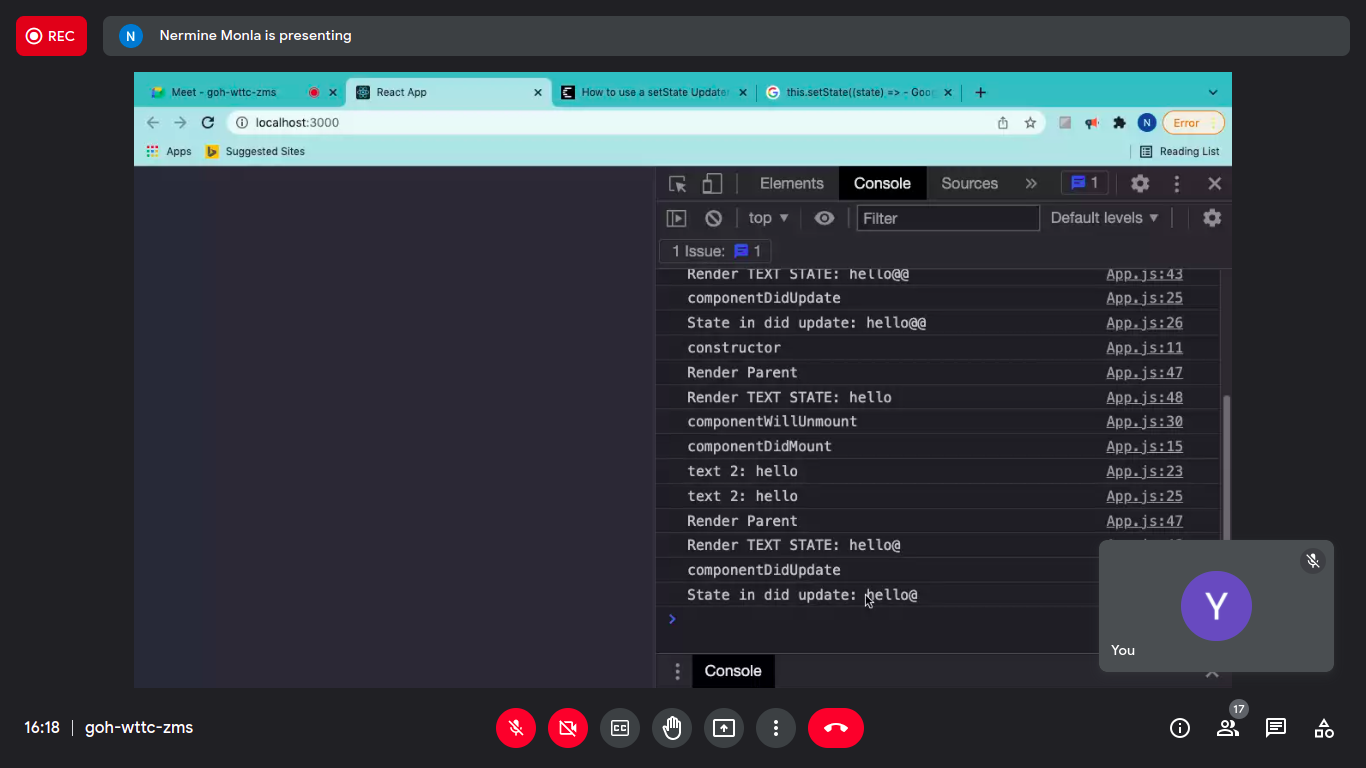 REC
N
Nermine Monla is presenting
Meet - goh-wttc-zms
React App
How to use a setState Updater
this.setState((state) => - Goog
localhost:3000
N
Error
Apps
Suggested Sites
Reading List
Elements
Console
Sources
1
top
Filter
Default levels
1 Issue:
1
Render TEXT STATE: hello@@ App.js:43
componentDidUpdate App.js:25
State in did update: hello@@ App.js:26
constructor App.js:11
Render Parent App.js:47
Render TEXT STATE: hello App.js:48
componentWillUnmount App.js:30
componentDidMount App.js:15
text 2: hello App.js:23
text 2: hello App.js:25
Render Parent App.js:47
Render TEXT STATE: hello@
componentDidUpdate
State in did update: hello@
Y
You
Console
16:18 | goh-wttc-zms
CC
17